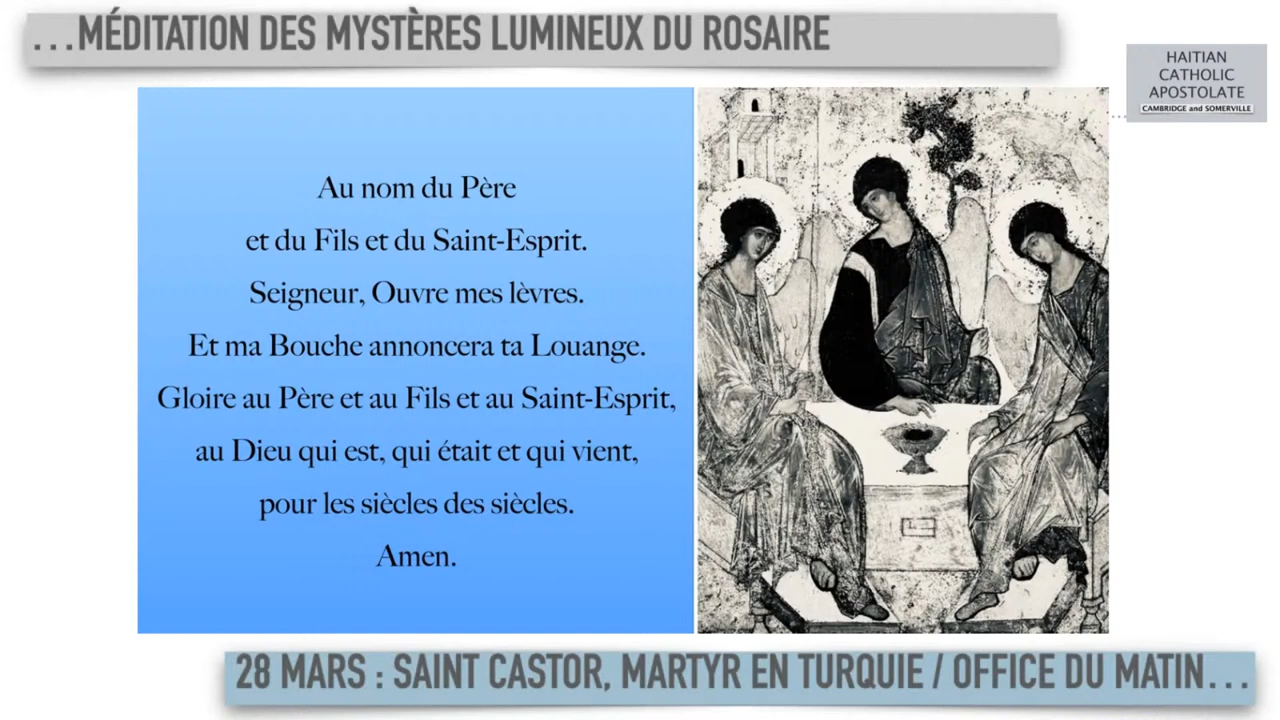 ...MÉDITATION DES MYSTÈRES LUMINEUX DU ROSAIRE
HAITIAN
CATHOLIC
APOSTOLATE
CAMBRIDGE and SOMERVILLE
Au nom du Père
et du Fils et du Saint-Esprit.
Seigneur, Ouvre mes lèvres.
Et ma Bouche annoncera ta Louange.
Gloire au Père et au Fils et au Saint-Esprit,
au Dieu qui est, qui était et qui vient,
pour les siècles des siècles.
Amen.
28 MARS : SAINT CASTOR, MARTYR EN TURQUIE / OFFICE DU MATIN...